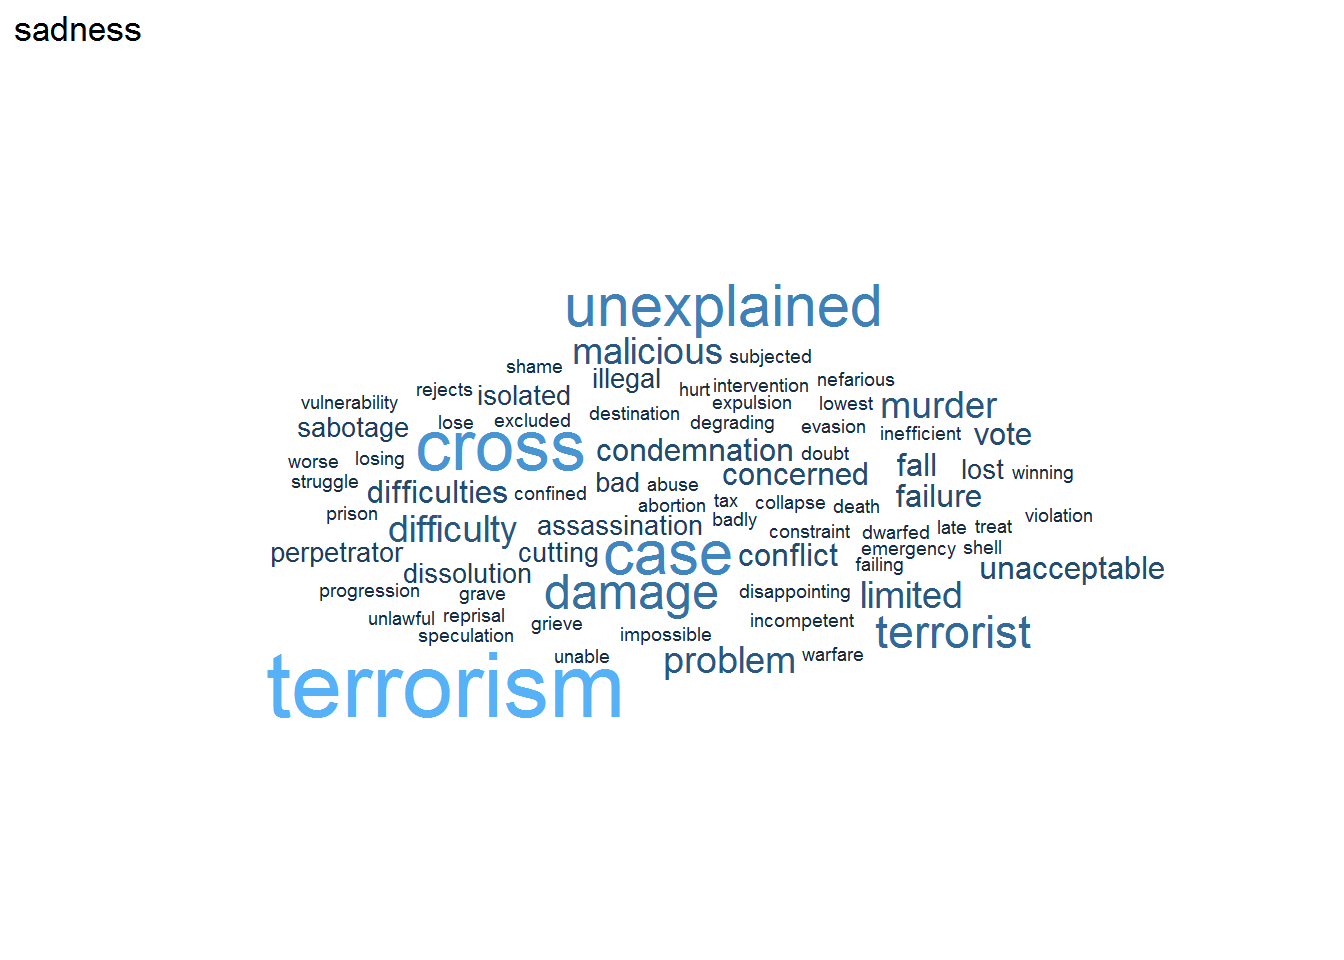 sadness
unexplained
malicious
subjected
shame
illegal
hurt
intervention
nefarious
vulnerability
rejects
isolated
destination
expulsion
lowest
murder
sabotage
lose
excluded
cross
degrading
evasion
inefficient
vote
condemnation
doubt
worse
losing
concerned
fall
lost
winning
struggle
difficulties
confined
bad
abuse
failure
prison
abortion
tax
collapse
death
violation
difficulty
assassination
badly
constraint
dwarfed
late
treat
perpetrator
cutting
case
conflict
emergency
shell
failing
unacceptable
dissolution
progression
grave
damage
disappointing
limited
unlawful
reprisal
speculation
grieve
impossible
incompetent
terrorist
unable
problem
warfare
terrorism